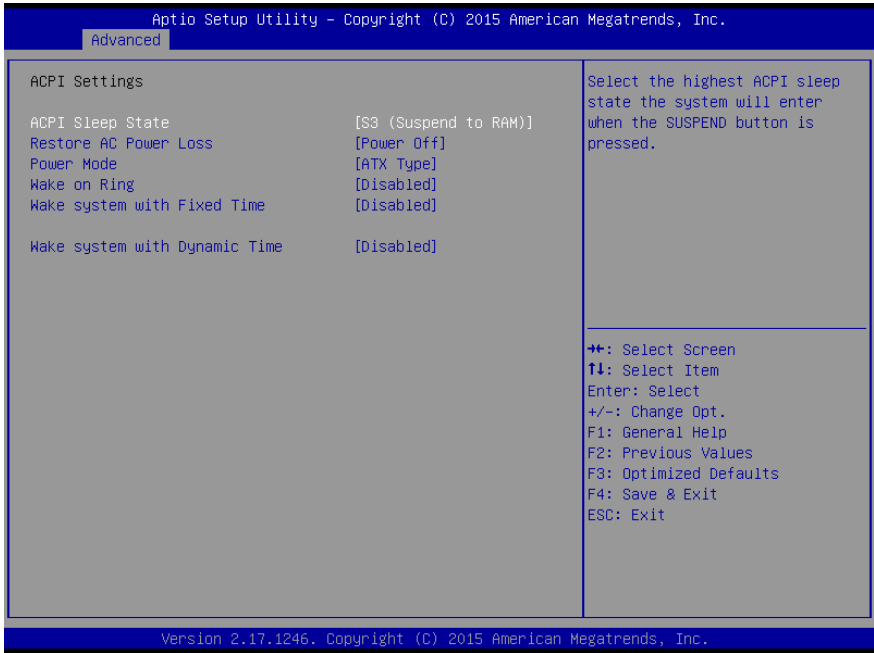 Aptio Setup Utility – Copyright (C) 2015 American Megatrends, Inc.
Advanced
ACPI Settings
ACPI Sleep State [S3 (Suspend to RAM)]
Restore AC Power Loss [Power Off]
Power Mode [ATX Type]
Wake on Ring [Disabled]
Wake system with Fixed Time [Disabled]
Wake system with Dynamic Time [Disabled]
Select the highest ACPI sleep
state the system will enter
when the SUSPEND button is
pressed.
→←: Select Screen
↑↓: Select Item
Enter: Select
+/-: Change Opt.
F1: General Help
F2: Previous Values
F3: Optimized Defaults
F4: Save & Exit
ESC: Exit
Version 2.17.1246. Copyright (C) 2015 American Megatrends, Inc.